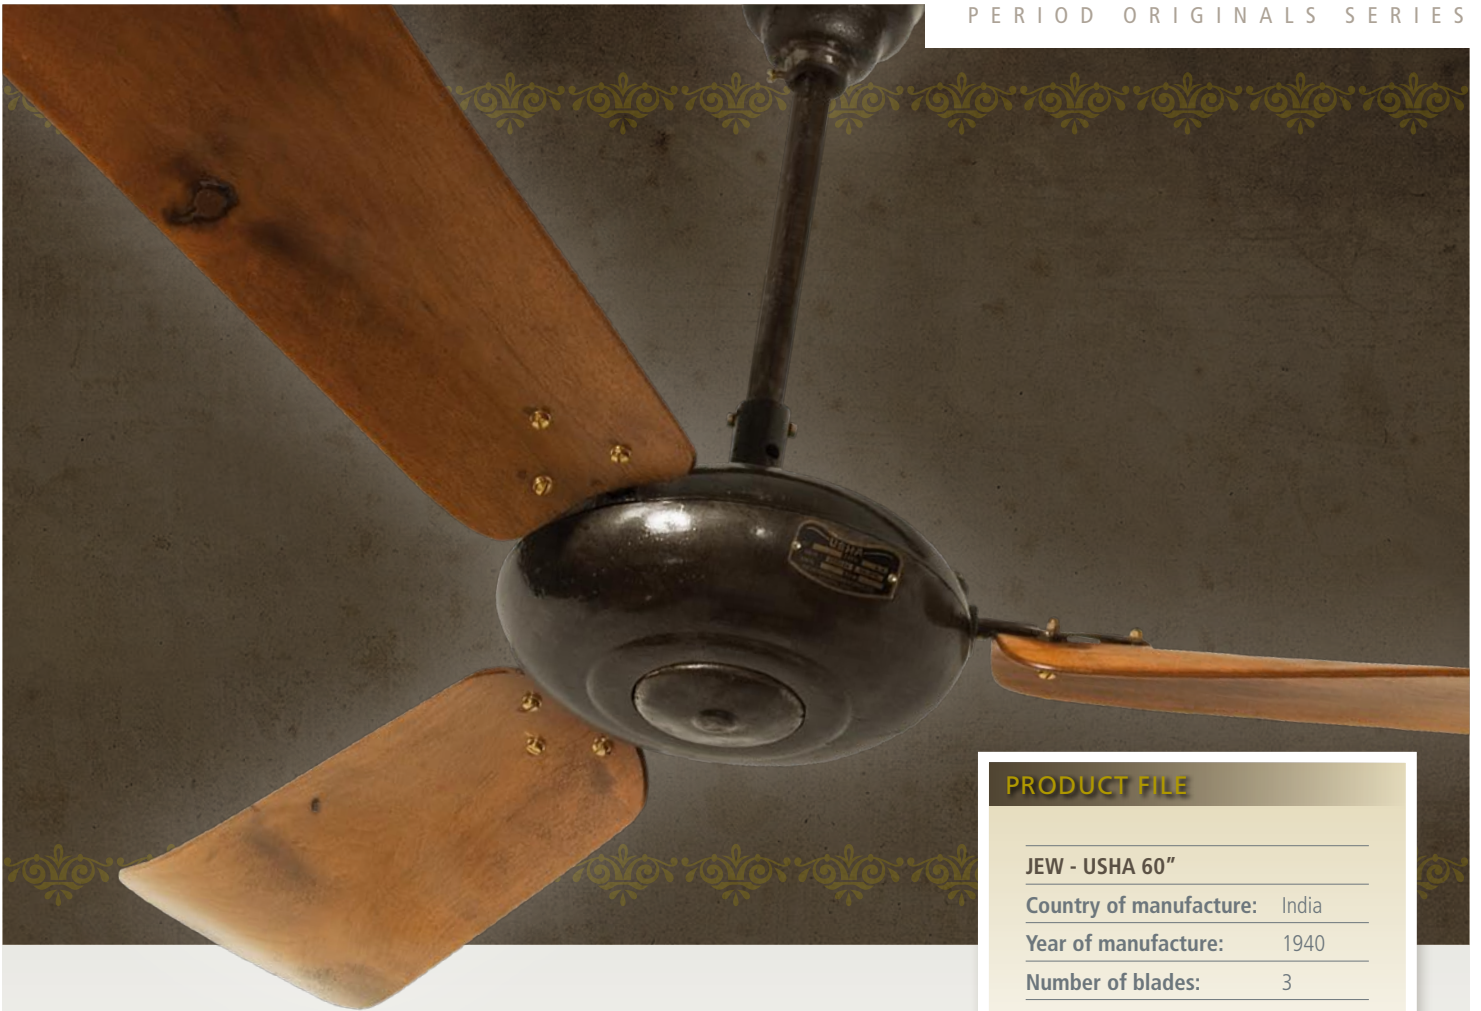 PERIOD ORIGINALS SERIES
USHA
PRODUCT FILE
JEW - USHA 60”
Country of manufacture: India
Year of manufacture: 1940
Number of blades: 3